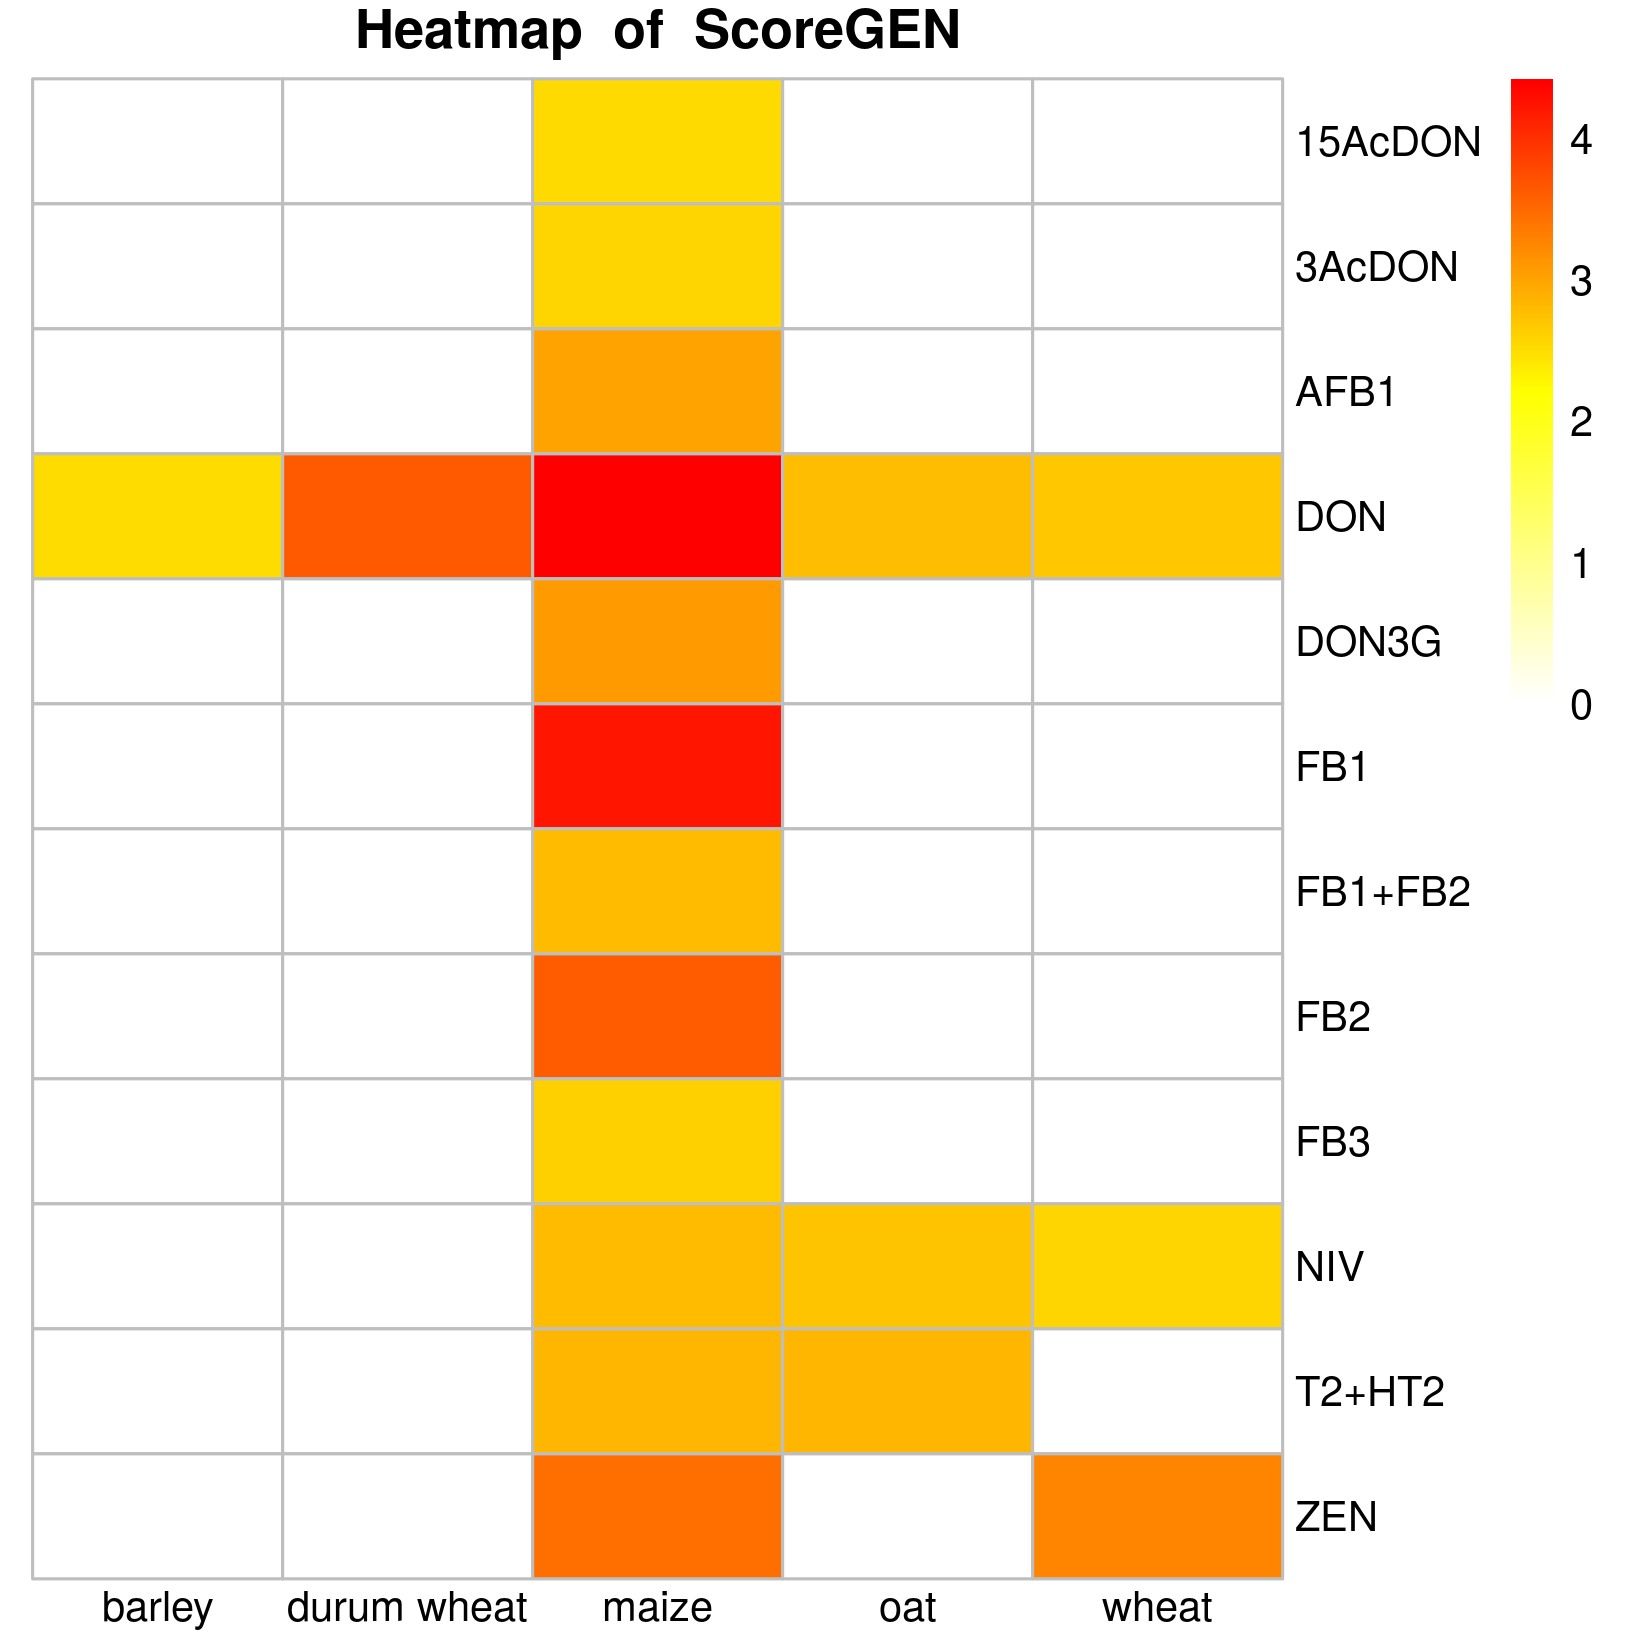 Heatmap of ScoreGEN
15AcDON
3AcDON
AFB1
DON
DON3G
FB1
FB1+FB2
FB2
FB3
NIV
T2+HT2
ZEN
4
3
2
1
0
barley durum wheat maize oat wheat